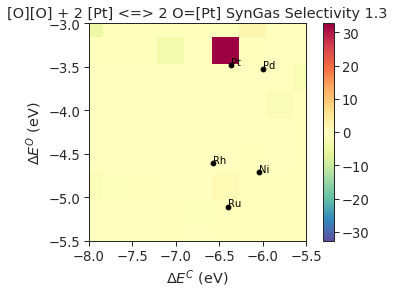 [O][O] + 2 [Pt] <=> 2 O=[Pt] SynGas Selectivity 1.3
−3.0
−3.5
−4.0
−4.5
−5.0
−5.5
ΔE^O (eV)
Pt
Pd
Rh
Ni
Ru
−8.0 −7.5 −7.0 −6.5 −6.0 −5.5
ΔE^C (eV)
30
20
10
0
−10
−20
−30